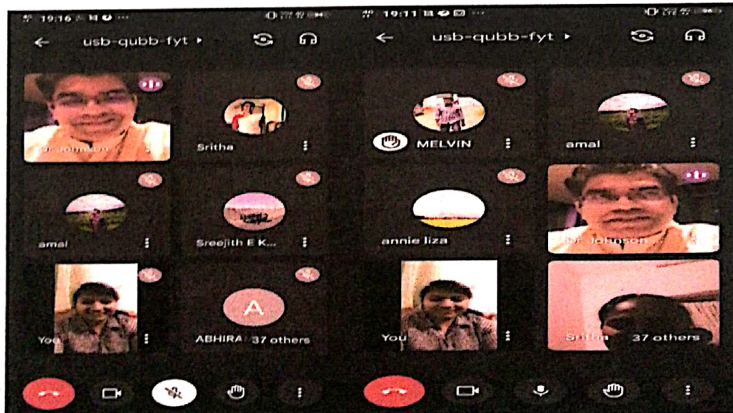 19:16
usb-qubb-fyt
Sritha
amal
Sreejith E K...
You
A
ABHIRA 37 others
19:11
usb-qubb-fyt
MELVIN
amal
annie liza
Dr. Johnson...
You
Sritha 37 others